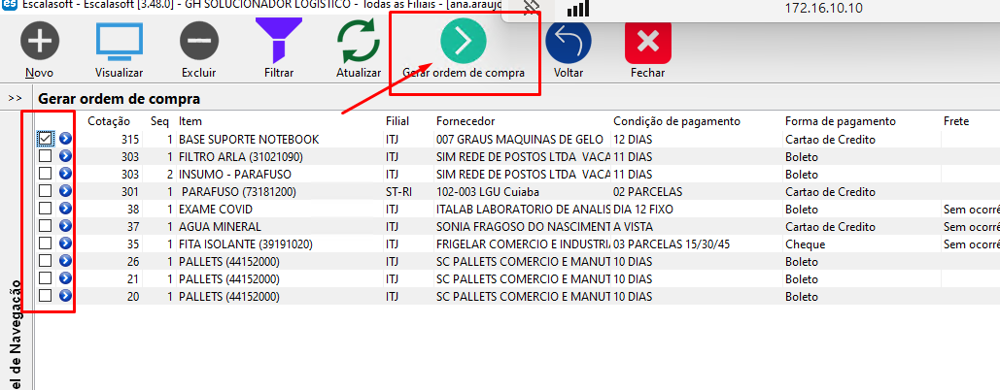 Escalasoft - Escalasoft [3.48.0] - GH SOLUCIONADOR LOGISTICO - Todas as Filiais - [ana.araujo
172.16.10.10
Novo Visualizar Excluir Filtrar Atualizar Gerar ordem de compra Voltar Fechar
>> Gerar ordem de compra
Cotação Seq Item Filial Fornecedor Condição de pagamento Forma de pagamento Frete
315 1 BASE SUPORTE NOTEBOOK ITJ 007 GRAUS MAQUINAS DE GELO 12 DIAS Cartao de Credito
303 1 FILTRO ARLA (31021090) ITJ SIM REDE DE POSTOS LTDA VACA 11 DIAS Boleto
303 2 INSUMO - PARAFUSO ITJ SIM REDE DE POSTOS LTDA VACA 11 DIAS Boleto
301 1 PARAFUSO (73181200) ST-RI 102-003 LGU Cuiaba 02 PARCELAS Cartao de Credito
38 1 EXAME COVID ITJ ITALAB LABORATORIO DE ANALIS DIA 12 FIXO Boleto Sem ocorrê
37 1 AGUA MINERAL ITJ SONIA FRAGOSO DO NASCIMENT A VISTA Cartao de Credito Sem ocorrê
35 1 FITA ISOLANTE (39191020) ITJ FRIGELAR COMERCIO E INDUSTRIA 03 PARCELAS 15/30/45 Cheque Sem ocorrê
26 1 PALLETS (44152000) ITJ SC PALLETS COMERCIO E MANUT 10 DIAS Boleto
21 1 PALLETS (44152000) ITJ SC PALLETS COMERCIO E MANUT 10 DIAS Boleto
20 1 PALLETS (44152000) ITJ SC PALLETS COMERCIO E MANUT 10 DIAS Boleto
el de Navegação